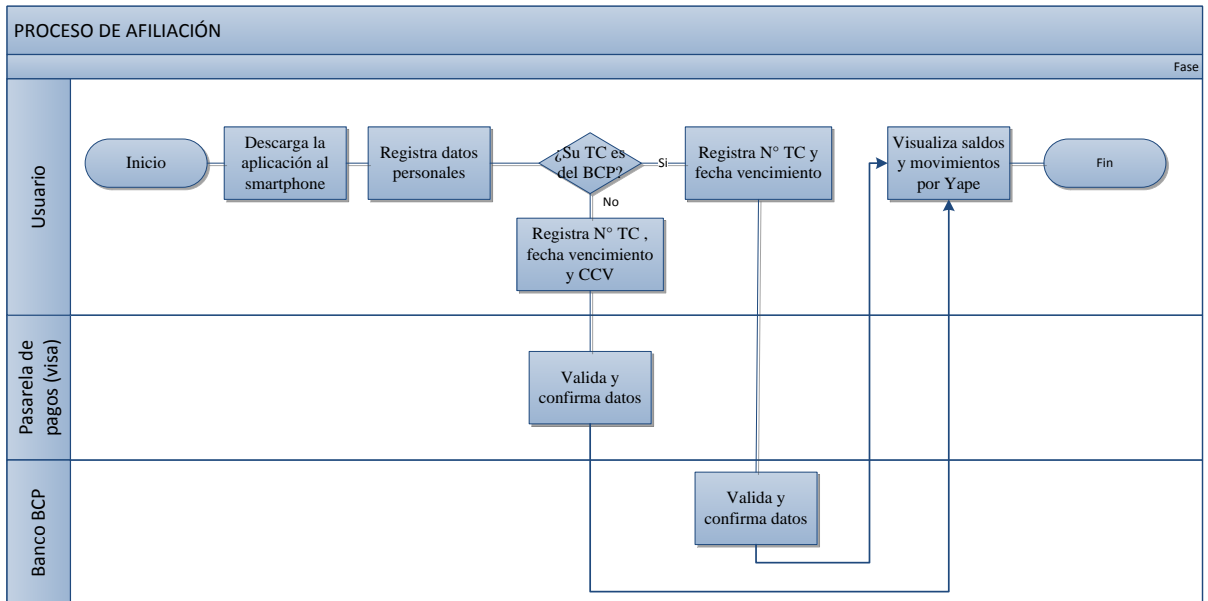 PROCESO DE AFILIACIÓN
Fase
Usuario
Inicio
Descarga la
aplicación al
smartphone
Registra datos
personales
¿Su TC es
del BCP?
Si
No
Registra N° TC y
fecha vencimiento
Visualiza saldos
y movimientos
por Yape
Fin
Registra N° TC ,
fecha vencimiento
y CCV
Pasarela de
pagos (visa)
Valida y
confirma datos
Banco BCP
Valida y
confirma datos